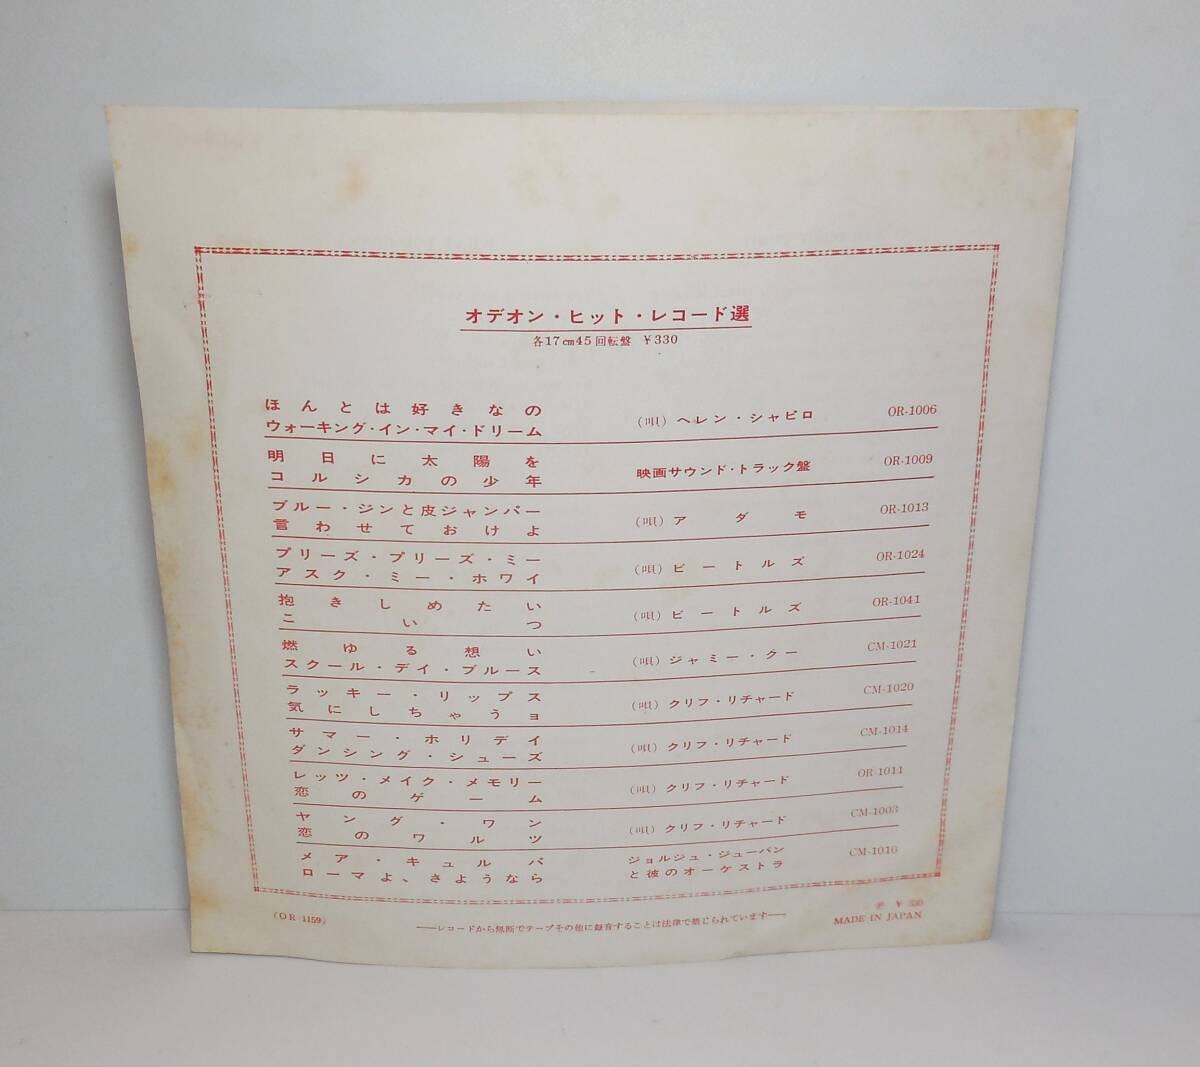 オデオン・ヒット・レコード選
各17㎝45回転盤 ￥330
ほんとは好きなの
ウォーキング・イン・マイ・ドリーム
（唄）ヘレン・シャピロ
OR-1006
明日に太陽を
コルシカの少年
映画サウンド・トラック盤
OR-1009
ブルー・ジンと皮ジャンパー
言わせておけよ
（唄）アダモ
OR-1013
プリーズ・プリーズ・ミー
アスク・ミー・ホワイ
（唄）ビートルズ
OR-1024
抱きしめたい
こいつ
（唄）ビートルズ
OR-1041
燃ゆる想い
スクール・デイ・ブルース
（唄）ジャミー・クー
CM-1021
ラッキー・リップス
気にしちゃうヨ
（唄）クリフ・リチャード
CM-1020
サマー・ホリデイ
ダンシング・シューズ
（唄）クリフ・リチャード
CM-1014
レッツ・メイク・メモリー
恋のゲーム
（唄）クリフ・リチャード
OR-1011
ヤング・ワン
恋のワルツ
（唄）クリフ・リチャード
CM-1003
メア・キュルパ
ローマよ、さようなら
ジョルジュ・ジューバン
と彼のオーケストラ
CM-1010
（OR 1159）
――レコードから無断でテープその他に録音することは法律で禁じられています――
￥330
MADE IN JAPAN